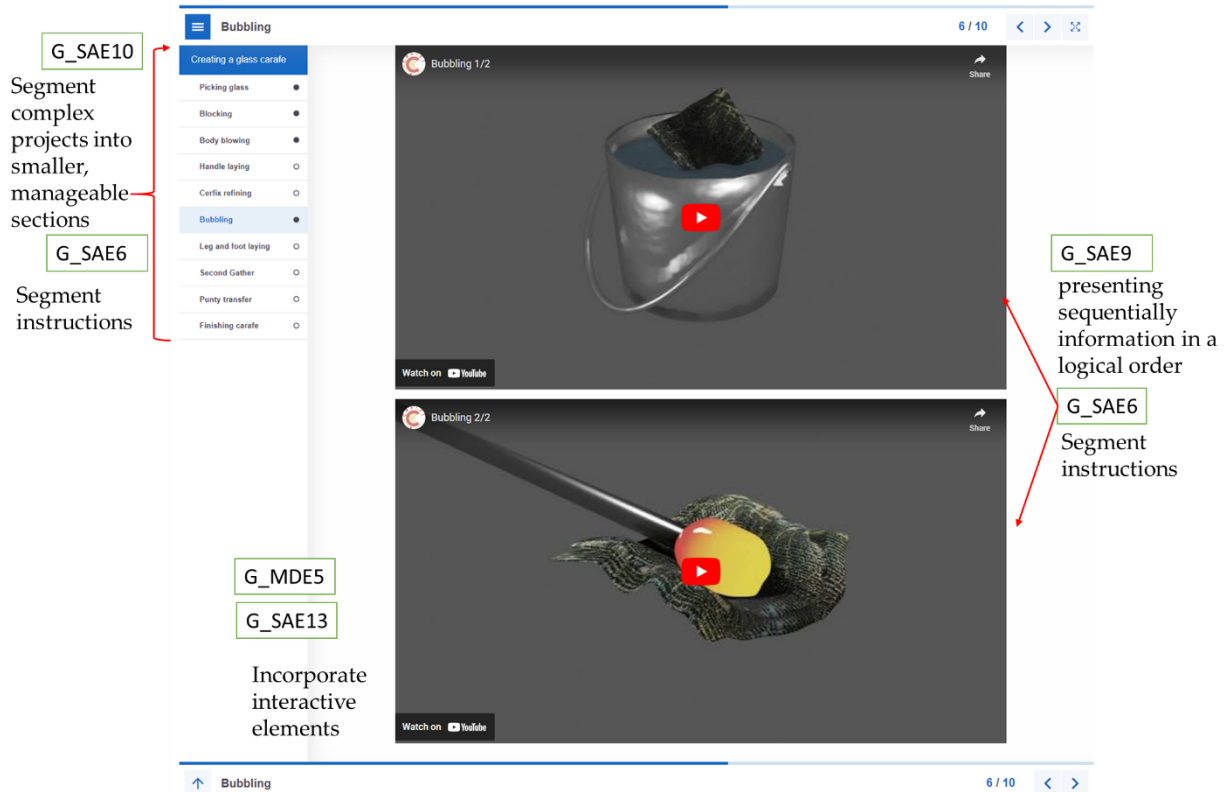 Bubbling
6 / 10
G_SAE10
Segment
complex
projects into
smaller,
manageable
sections
G_SAE6
Segment
instructions
Creating a glass carafe
Picking glass
Blocking
Body blowing
Handle laying
Cerfix refining
Bubbling
Leg and foot laying
Second Gather
Punty transfer
Finishing carafe
Bubbling 1/2
Share
Watch on YouTube
Bubbling 2/2
Share
Watch on YouTube
G_SAE9
presenting
sequentially
information in a
logical order
G_SAE6
Segment
instructions
G_MDE5
G_SAE13
Incorporate
interactive
elements
Bubbling
6 / 10